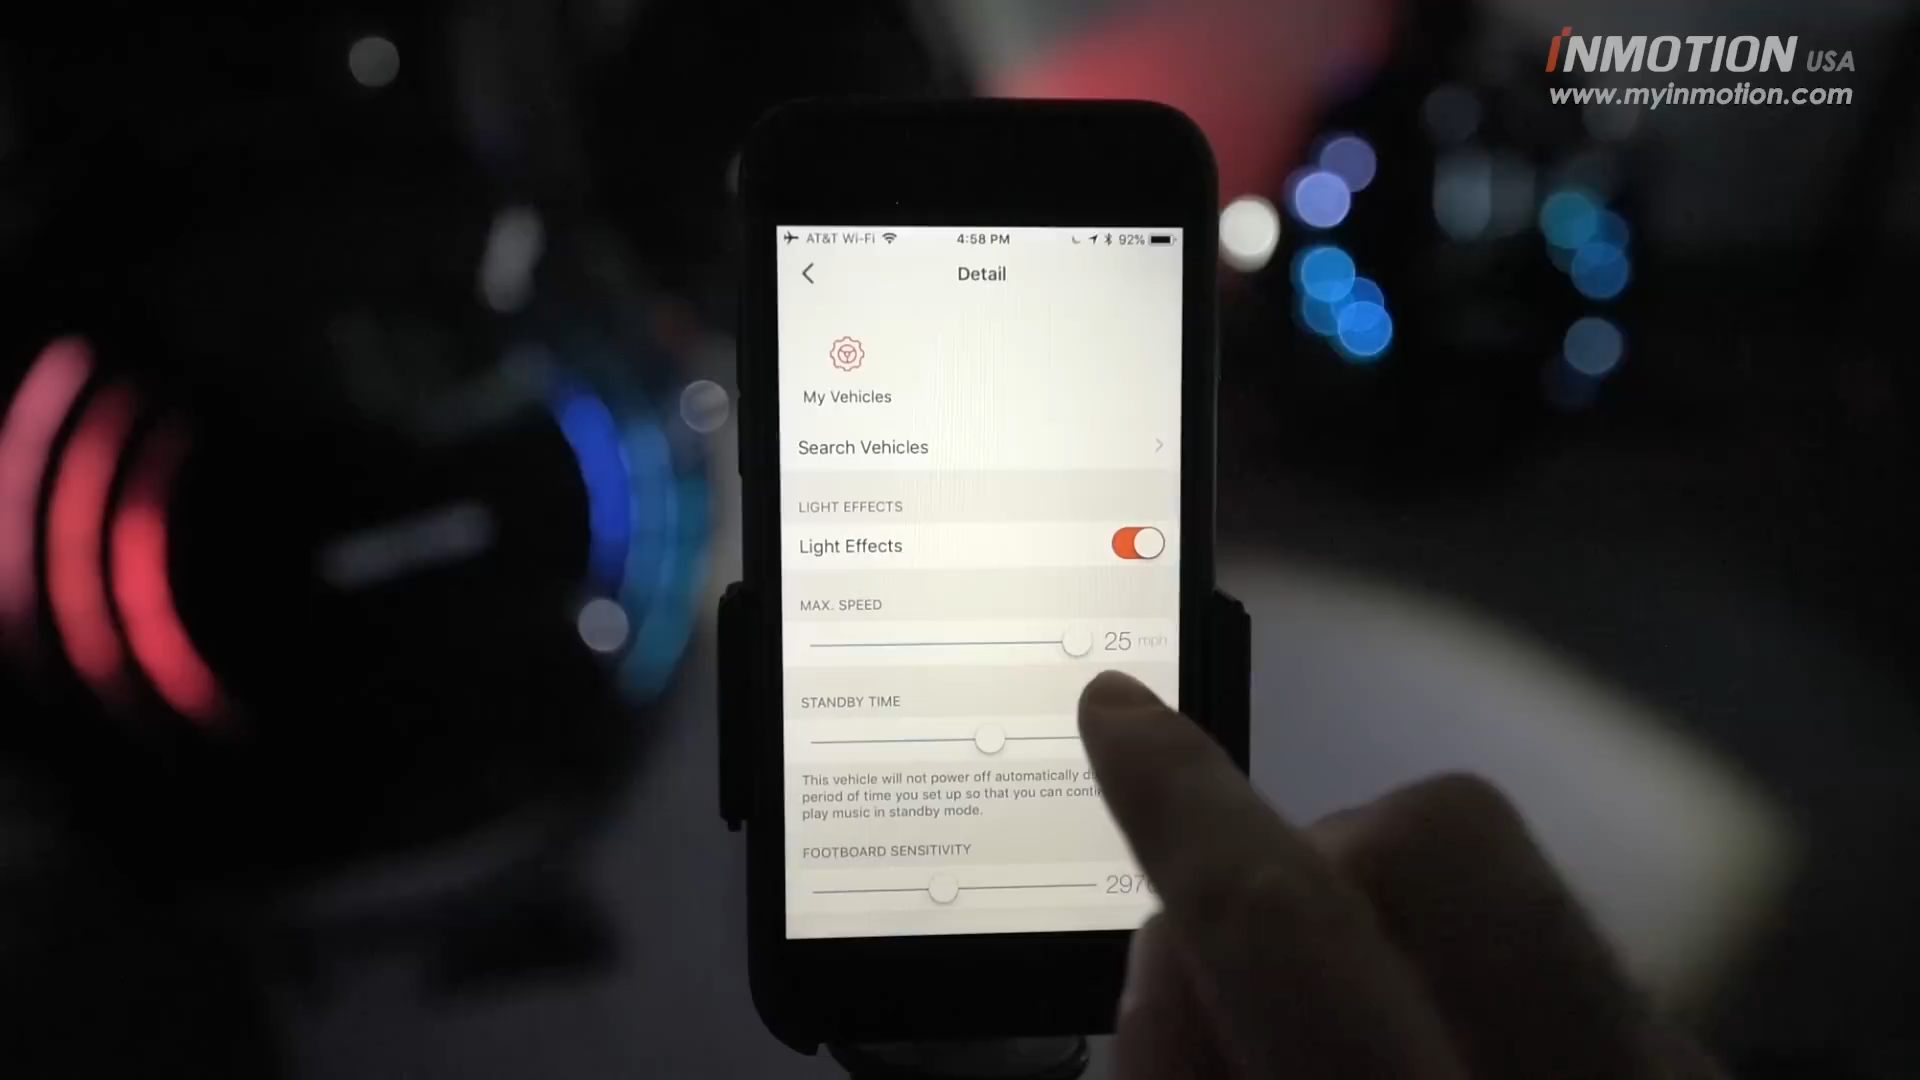 INMOTION USA
www.myinmotion.com
AT&T Wi-Fi 4:58 PM 92%
Detail
My Vehicles
Search Vehicles
LIGHT EFFECTS
Light Effects
MAX. SPEED
25 mph
STANDBY TIME
This vehicle will not power off automatically
period of time you set up so that you can
play music in standby mode.
FOOTBOARD SENSITIVITY